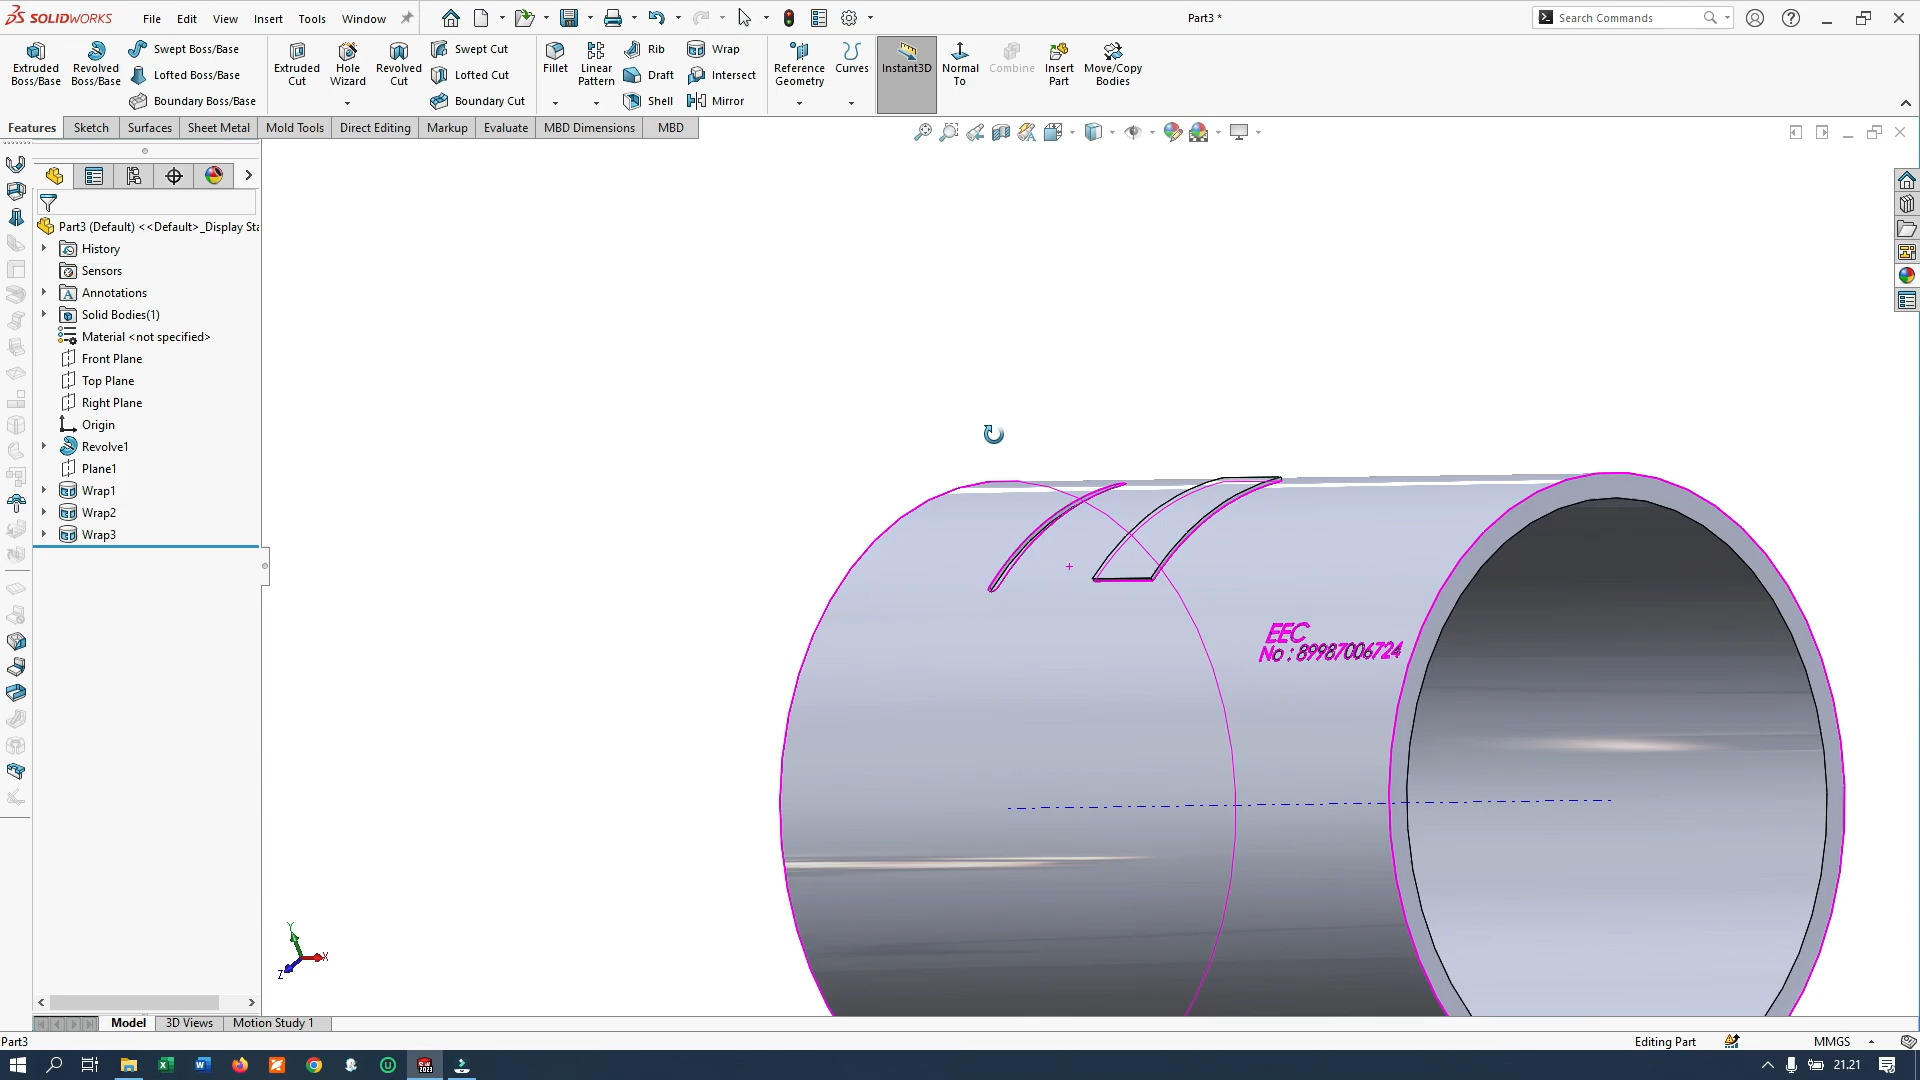 SOLIDWORKS File Edit View Insert Tools Window Part3 * Search Commands
Extruded Boss/Base
Revolved Boss/Base
Swept Boss/Base
Lofted Boss/Base
Boundary Boss/Base
Extruded Cut
Hole Wizard
Revolved Cut
Swept Cut
Lofted Cut
Boundary Cut
Fillet
Linear Pattern
Rib
Draft
Shell
Wrap
Intersect
Mirror
Reference Geometry
Curves
Instant3D
Normal To
Combine
Insert Part
Move/Copy Bodies
Features Sketch Surfaces Sheet Metal Mold Tools Direct Editing Markup Evaluate MBD Dimensions MBD
Part3 (Default) <<Default>_Display Sta
History
Sensors
Annotations
Solid Bodies(1)
Material <not specified>
Front Plane
Top Plane
Right Plane
Origin
Revolve1
Plane1
Wrap1
Wrap2
Wrap3
EEC
No : 89987006724
Y
X
Z
Model 3D Views Motion Study 1
Part3 Editing Part MMGS
21.21